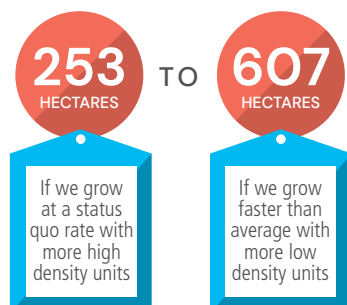 253
HECTARES
TO
607
HECTARES
If we grow
at a status
quo rate with
more high
density units
If we grow
faster than
average with
more low
density units